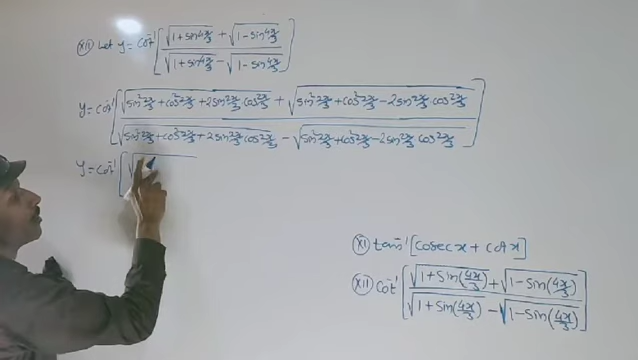 (XII) Let y = cot⁻¹[(√(1+sin 4x/3) + √(1-sin 4x/3)) / (√(1+sin 4x/3) - √(1-sin 4x/3))]
y = cot⁻¹[(√(sin² 2x/3 + cos² 2x/3 + 2sin 2x/3 cos 2x/3) + √(sin² 2x/3 + cos² 2x/3 - 2sin 2x/3 cos 2x/3)) / (√(sin² 2x/3 + cos² 2x/3 + 2sin 2x/3 cos 2x/3) - √(sin² 2x/3 + cos² 2x/3 - 2sin 2x/3 cos 2x/3))]
y = cot⁻¹[√
(XI) tan⁻¹[cosec x + cot x]
(XII) cot⁻¹[(√(1+sin(4x/3)) + √(1-sin(4x/3))) / (√(1+sin(4x/3)) - √(1-sin(4x/3)))]